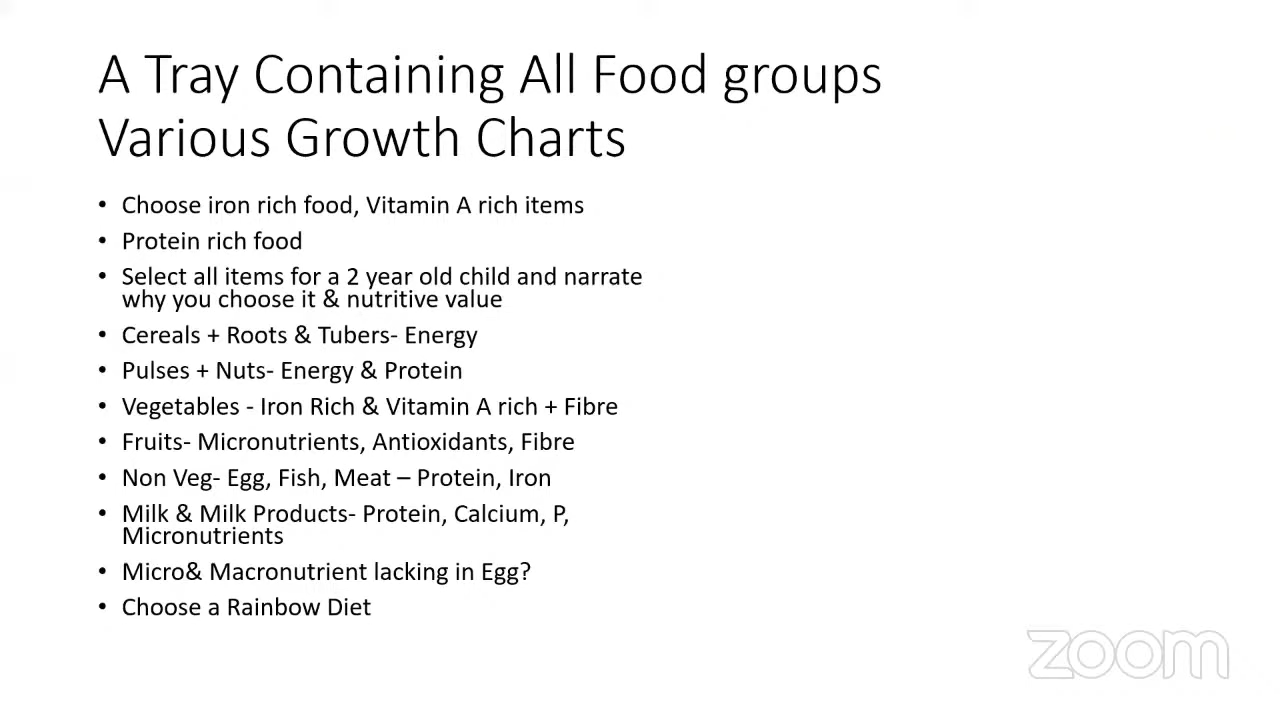 A Tray Containing All Food groups
Various Growth Charts
• Choose iron rich food, Vitamin A rich items
• Protein rich food
• Select all items for a 2 year old child and narrate
why you choose it & nutritive value
• Cereals + Roots & Tubers- Energy
• Pulses + Nuts- Energy & Protein
• Vegetables - Iron Rich & Vitamin A rich + Fibre
• Fruits- Micronutrients, Antioxidants, Fibre
• Non Veg- Egg, Fish, Meat – Protein, Iron
• Milk & Milk Products- Protein, Calcium, P,
Micronutrients
• Micro& Macronutrient lacking in Egg?
• Choose a Rainbow Diet
zoom